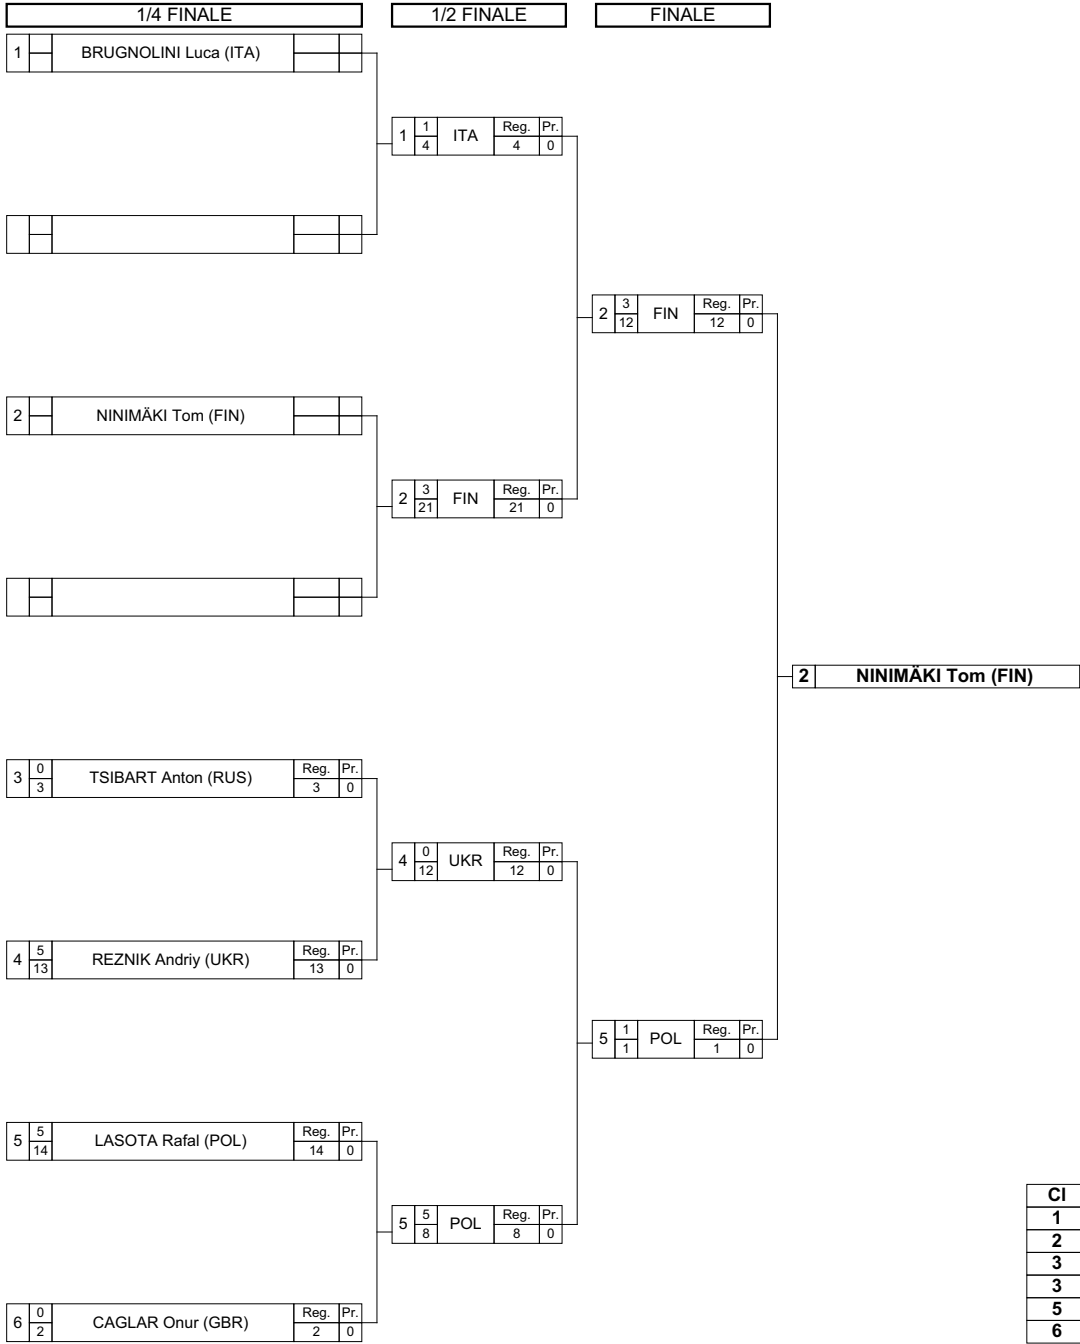 1/4 FINALE 1/2 FINALE FINALE
1 BRUGNOLINI Luca (ITA)
1 1 ITA Reg. Pr.
4 4 0
2 3 FIN Reg. Pr.
12 12 0
2 NINIMÄKI Tom (FIN)
2 3 FIN Reg. Pr.
21 21 0
2 NINIMÄKI Tom (FIN)
3 0 TSIBART Anton (RUS) Reg. Pr.
3 3 0
4 0 UKR Reg. Pr.
12 12 0
4 5 REZNIK Andriy (UKR) Reg. Pr.
13 13 0
5 1 POL Reg. Pr.
1 1 0
5 5 LASOTA Rafal (POL) Reg. Pr.
14 14 0
5 5 POL Reg. Pr.
8 8 0
6 0 CAGLAR Onur (GBR) Reg. Pr.
2 2 0
Cl
1
2
3
3
5
6